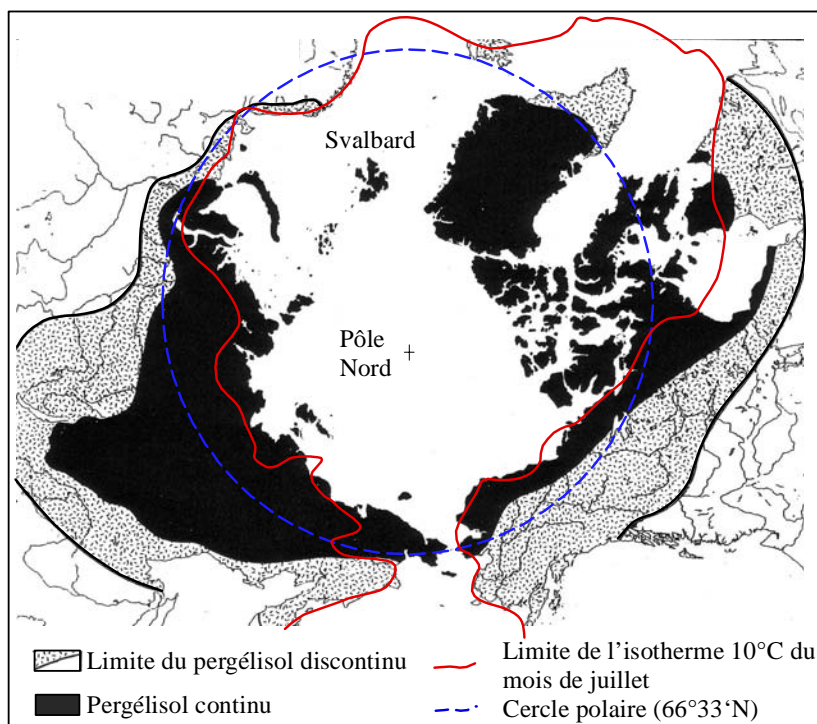 Svalbard
Pôle
Nord
Limite du pergélisol discontinu
Pergélisol continu
Limite de l’isotherme 10°C du
mois de juillet
Cercle polaire (66°33‘N)